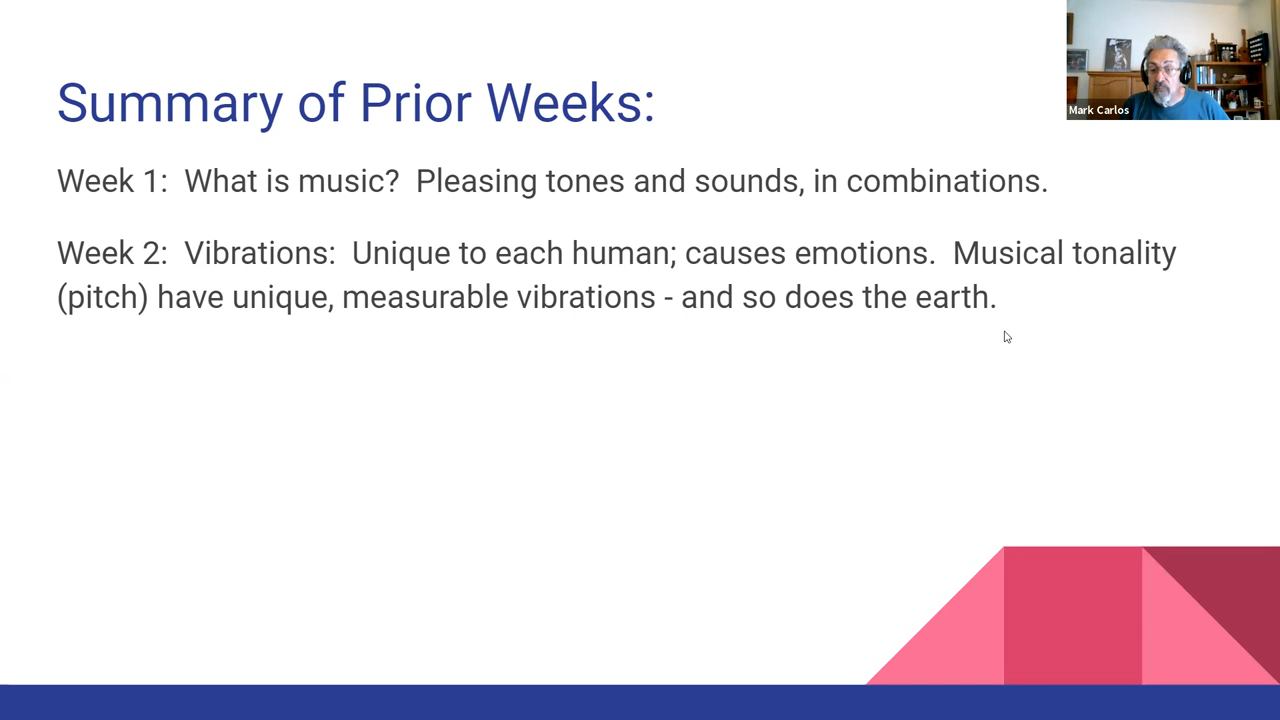 Summary of Prior Weeks:
Mark Carlos
Week 1: What is music? Pleasing tones and sounds, in combinations.
Week 2: Vibrations: Unique to each human; causes emotions. Musical tonality
(pitch) have unique, measurable vibrations - and so does the earth.